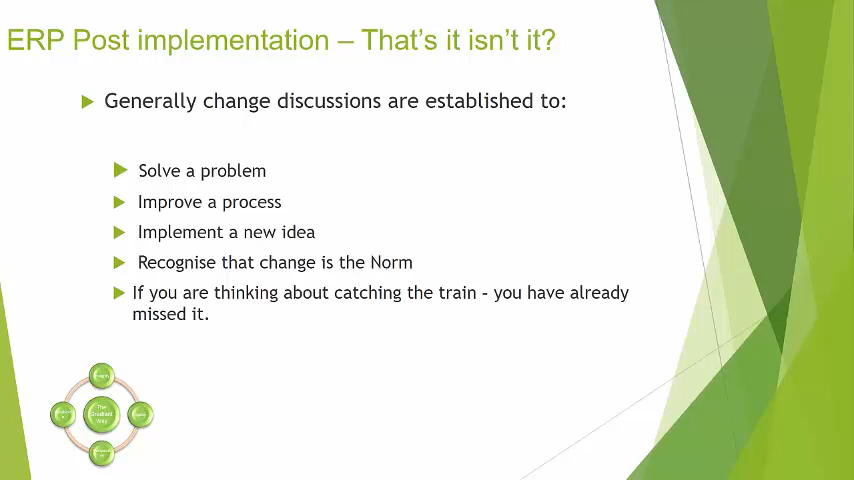 ERP Post implementation – That's it isn't it?
Generally change discussions are established to:
Solve a problem
Improve a process
Implement a new idea
Recognise that change is the Norm
If you are thinking about catching the train – you have already
missed it.
The
Way